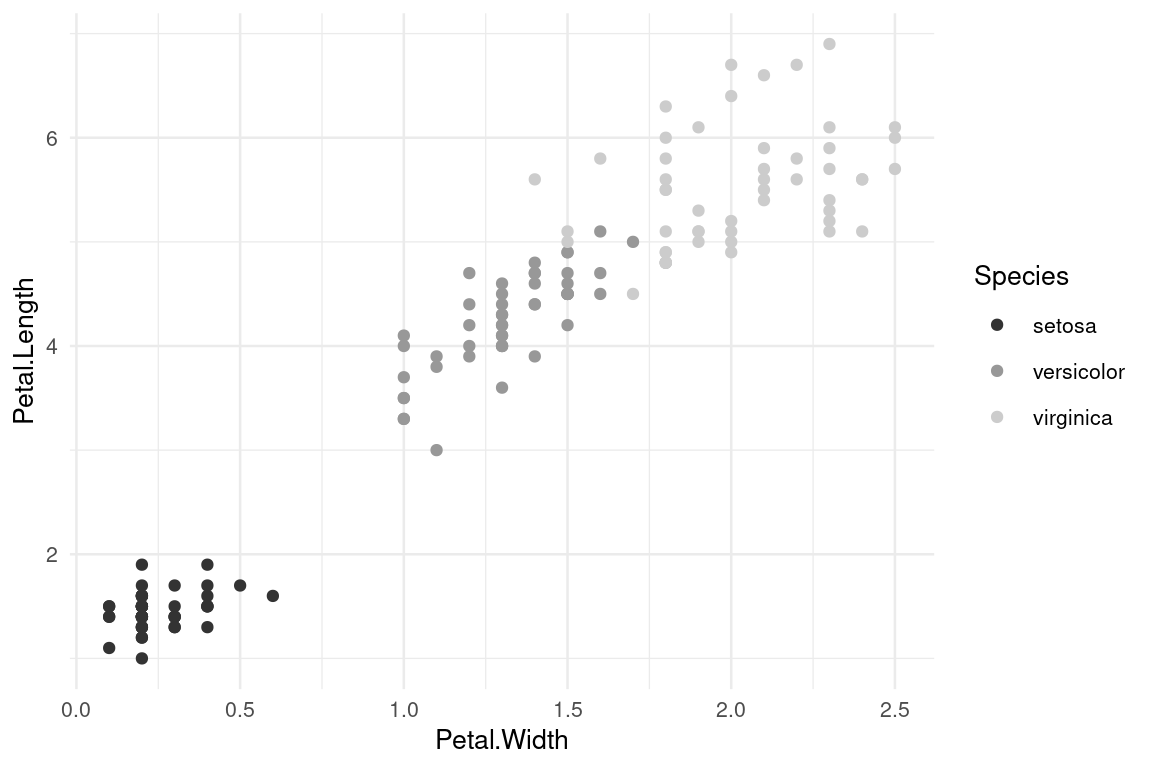 6
4
2
Petal.Length
0.0 0.5 1.0 1.5 2.0 2.5
Petal.Width
Species
setosa
versicolor
virginica